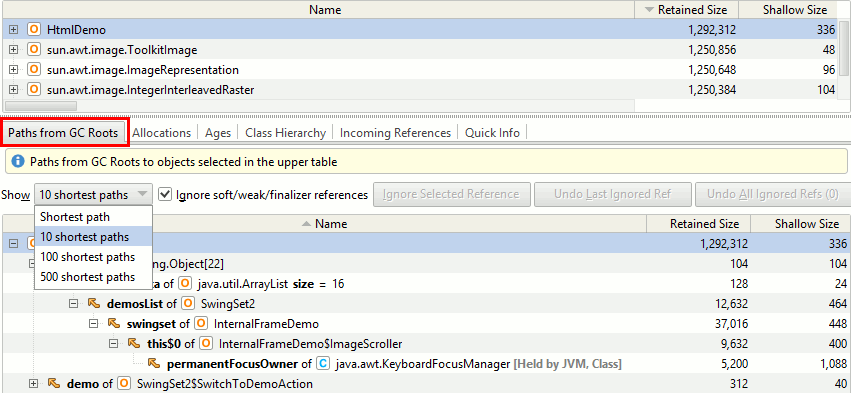 Name Retained Size Shallow Size
O HtmlDemo 1,292,312 336
O sun.awt.image.ToolkitImage 1,250,856 48
O sun.awt.image.ImageRepresentation 1,250,648 96
O sun.awt.image.IntegerInterleavedRaster 1,250,384 104
Paths from GC Roots Allocations Ages Class Hierarchy Incoming References Quick Info
Paths from GC Roots to objects selected in the upper table
Show 10 shortest paths Ignore soft/weak/finalizer references Ignore Selected Reference Undo Last Ignored Ref Undo All Ignored Refs (0)
Shortest path
10 shortest paths
100 shortest paths
500 shortest paths
Name Retained Size Shallow Size
1,292,312 336
ng.Object[22] 104 104
a of O java.util.ArrayList size = 16 128 24
demosList of O SwingSet2 12,632 464
swingset of O InternalFrameDemo 37,016 448
this$0 of O InternalFrameDemo$ImageScroller 9,632 400
permanentFocusOwner of C java.awt.KeyboardFocusManager [Held by JVM, Class] 5,200 1,088
demo of O SwingSet2$SwitchToDemoAction 312 40